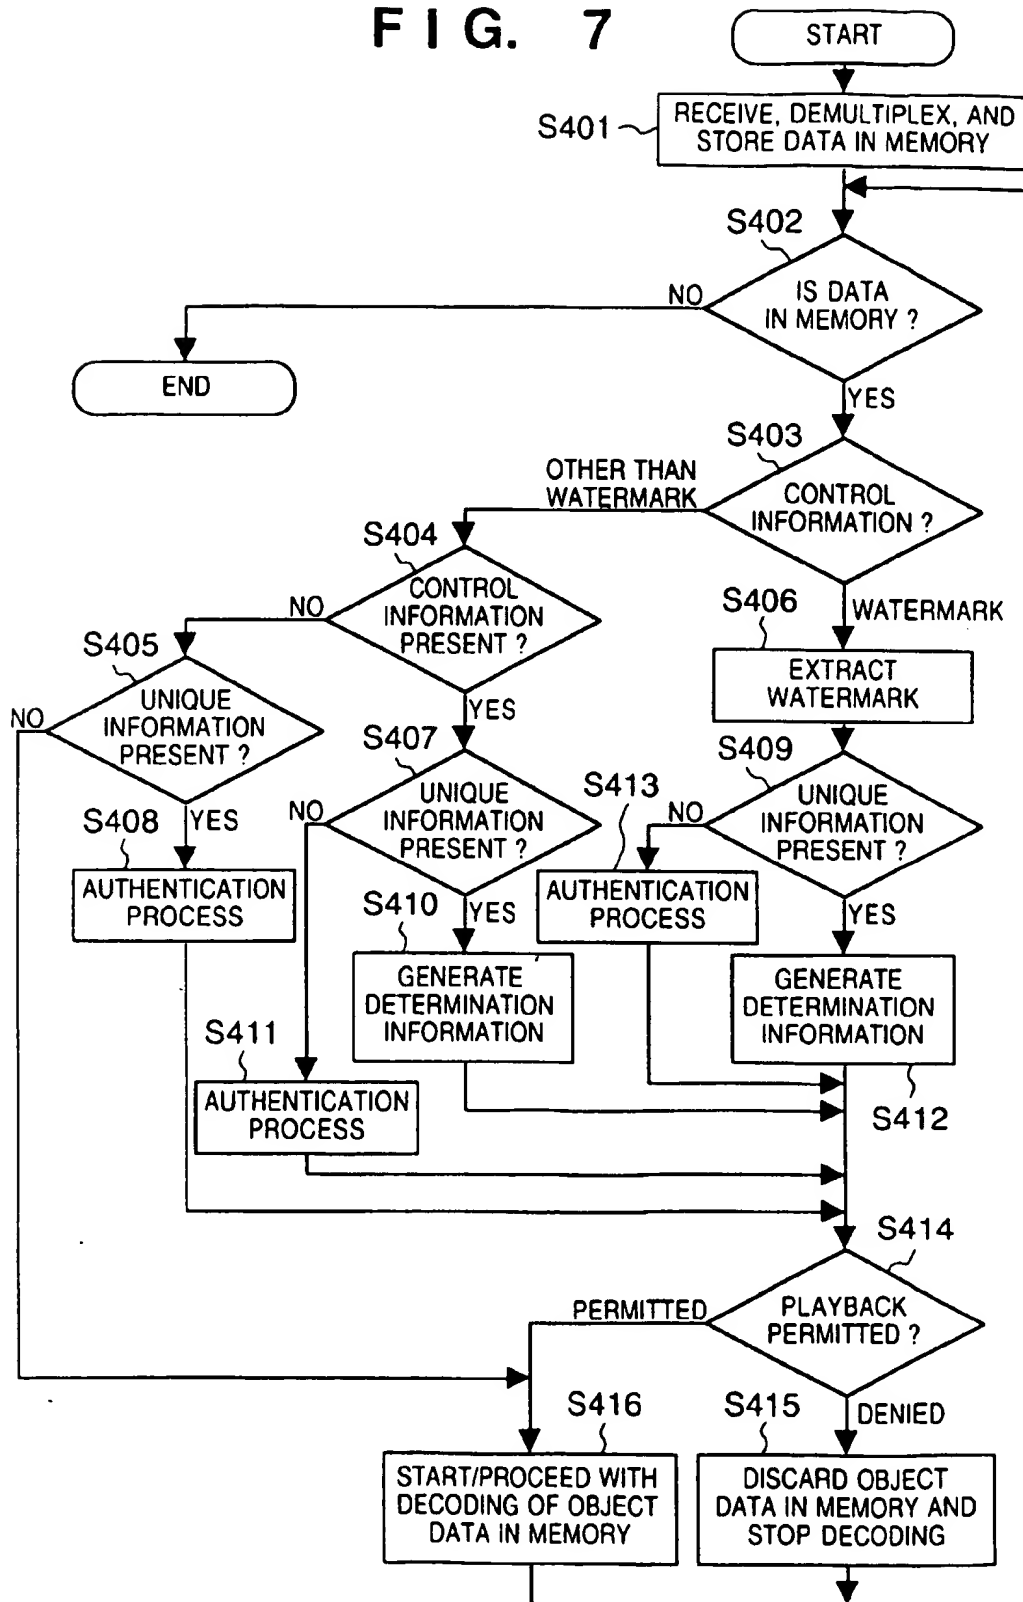 FIG. 7
START
S401
RECEIVE, DEMULTIPLEX, AND
STORE DATA IN MEMORY
S402
IS DATA
IN MEMORY ?
NO
END
YES
S403
CONTROL
INFORMATION ?
OTHER THAN
WATERMARK
S404
CONTROL
INFORMATION
PRESENT ?
NO
S406
WATERMARK
EXTRACT
WATERMARK
S405
UNIQUE
INFORMATION
PRESENT ?
NO
YES
S407
UNIQUE
INFORMATION
PRESENT ?
NO
S409
UNIQUE
INFORMATION
PRESENT ?
NO
S413
AUTHENTICATION
PROCESS
S408
YES
AUTHENTICATION
PROCESS
S410
YES
GENERATE
DETERMINATION
INFORMATION
YES
GENERATE
DETERMINATION
INFORMATION
S412
S411
AUTHENTICATION
PROCESS
S414
PLAYBACK
PERMITTED ?
PERMITTED
DENIED
S416
START/PROCEED WITH
DECODING OF OBJECT
DATA IN MEMORY
S415
DISCARD OBJECT
DATA IN MEMORY AND
STOP DECODING